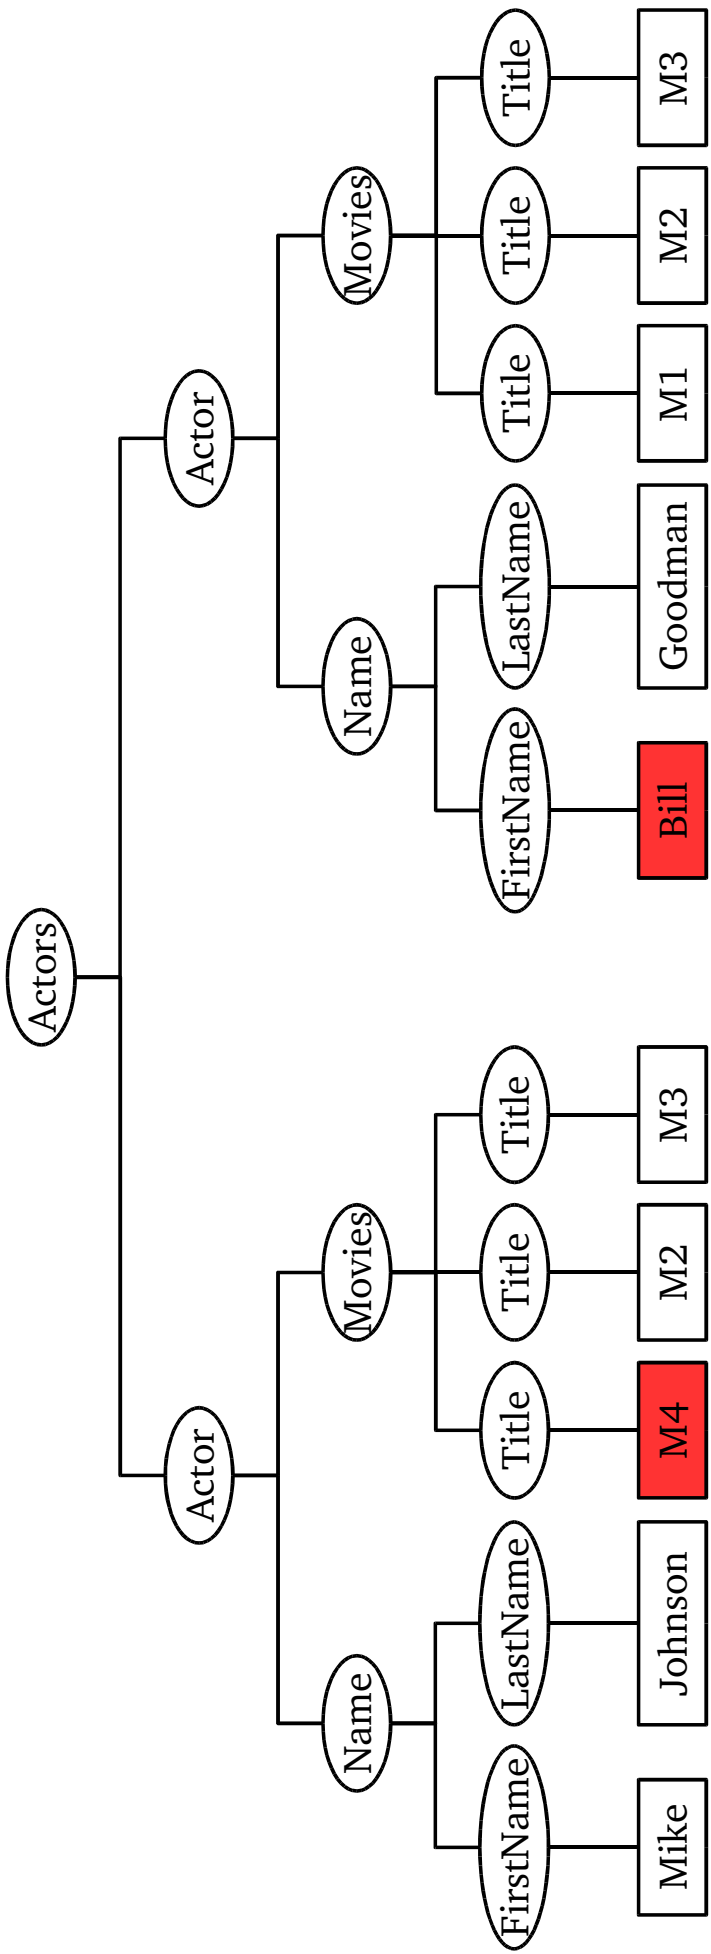 Actors
Actor
Actor
Name
Movies
Name
Movies
FirstName
LastName
Title
Title
Title
FirstName
LastName
Title
Title
Title
Mike
Johnson
M4
M2
M3
Bill
Goodman
M1
M2
M3